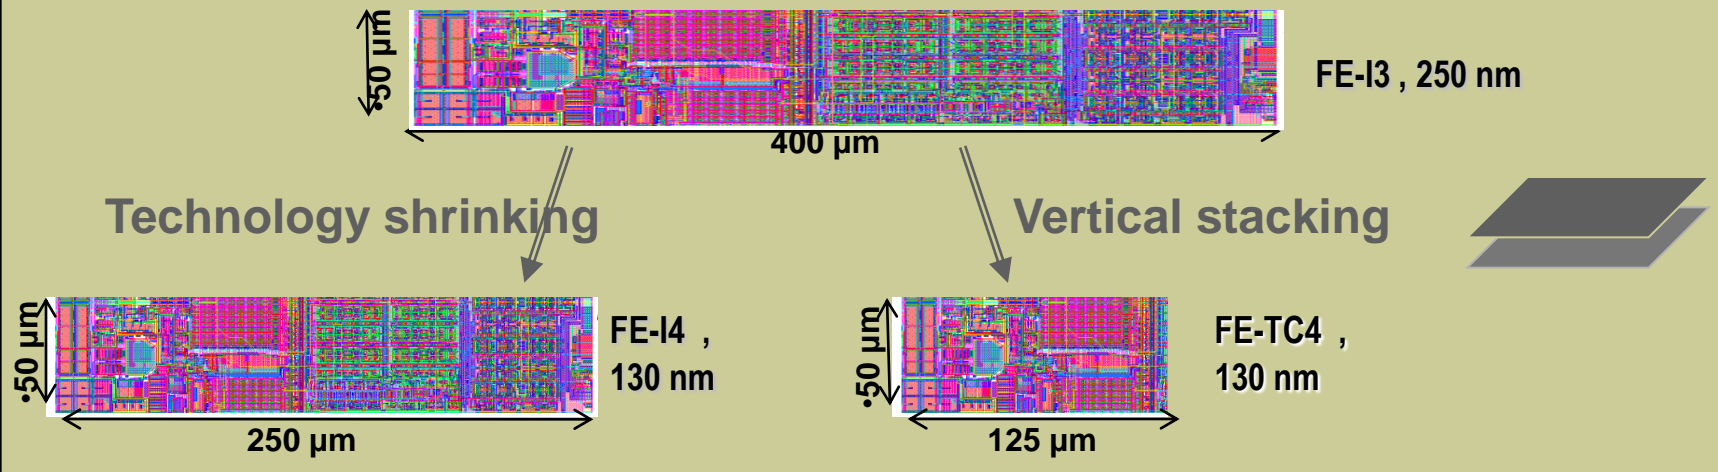 •50 µm
FE-I3 , 250 nm
400 µm
Technology shrinking
Vertical stacking
•50 µm
FE-I4 ,
130 nm
250 µm
•50 µm
FE-TC4 ,
130 nm
125 µm